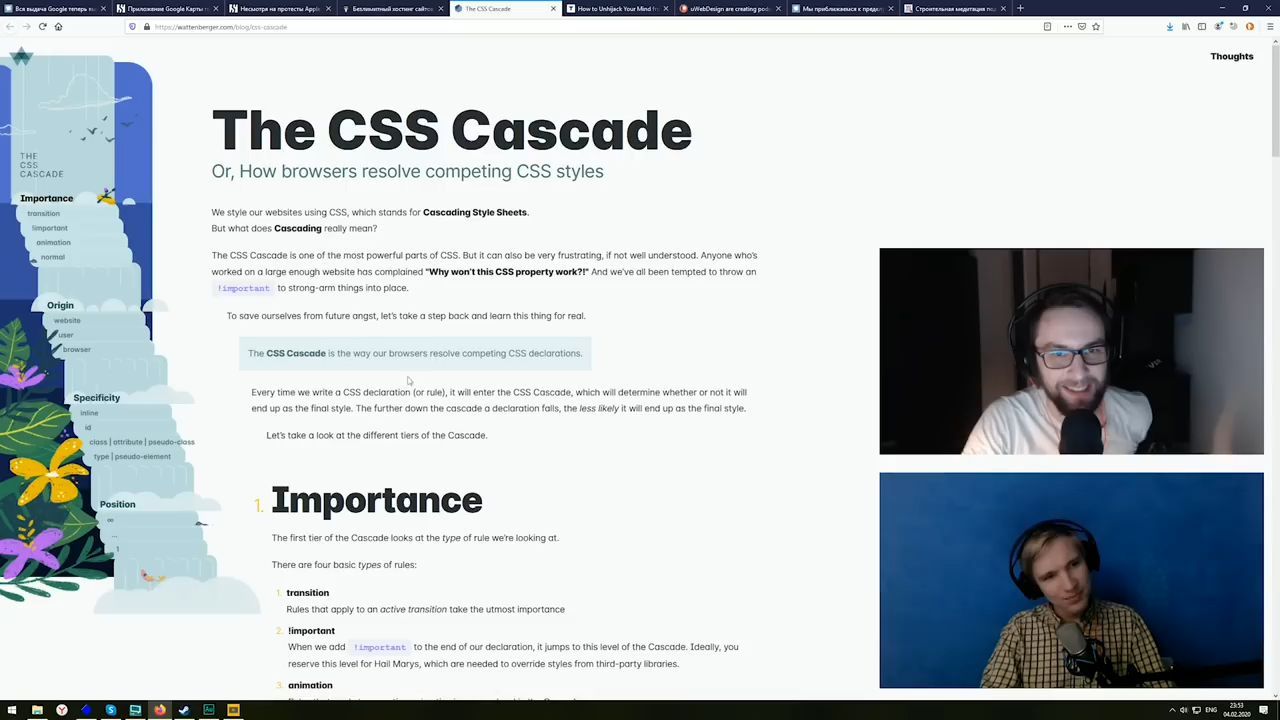 Вся выдача Google теперь вы
Приложение Google Карты п
Несмотря на протесты Apple
Безлимитный хостинг сайтов
The CSS Cascade
How to Unhijack Your Mind fro
uWebDesign are creating pod
Мы приближаемся к предел
Строительная медитация под
https://wattenberger.com/blog/css-cascade
Thoughts
The CSS Cascade
Or, How browsers resolve competing CSS styles
We style our websites using CSS, which stands for Cascading Style Sheets.
But what does Cascading really mean?
The CSS Cascade is one of the most powerful parts of CSS. But it can also be very frustrating, if not well understood. Anyone who's
worked on a large enough website has complained "Why won't this CSS property work?!" And we've all been tempted to throw an
!important to strong-arm things into place.
To save ourselves from future angst, let's take a step back and learn this thing for real.
The CSS Cascade is the way our browsers resolve competing CSS declarations.
Every time we write a CSS declaration (or rule), it will enter the CSS Cascade, which will determine whether or not it will
end up as the final style. The further down the cascade a declaration falls, the less likely it will end up as the final style.
Let's take a look at the different tiers of the Cascade.
1. Importance
The first tier of the Cascade looks at the type of rule we're looking at.
There are four basic types of rules:
1. transition
Rules that apply to an active transition take the utmost importance
2. !important
When we add !important to the end of our declaration, it jumps to this level of the Cascade. Ideally, you
reserve this level for Hail Marys, which are needed to override styles from third-party libraries.
3. animation
THE
CSS
CASCADE
Importance
transition
!important
animation
normal
Origin
website
user
browser
Specificity
inline
id
class | attribute | pseudo-class
type | pseudo-element
Position
∞
...
1
ENG
23:53
04.02.2020